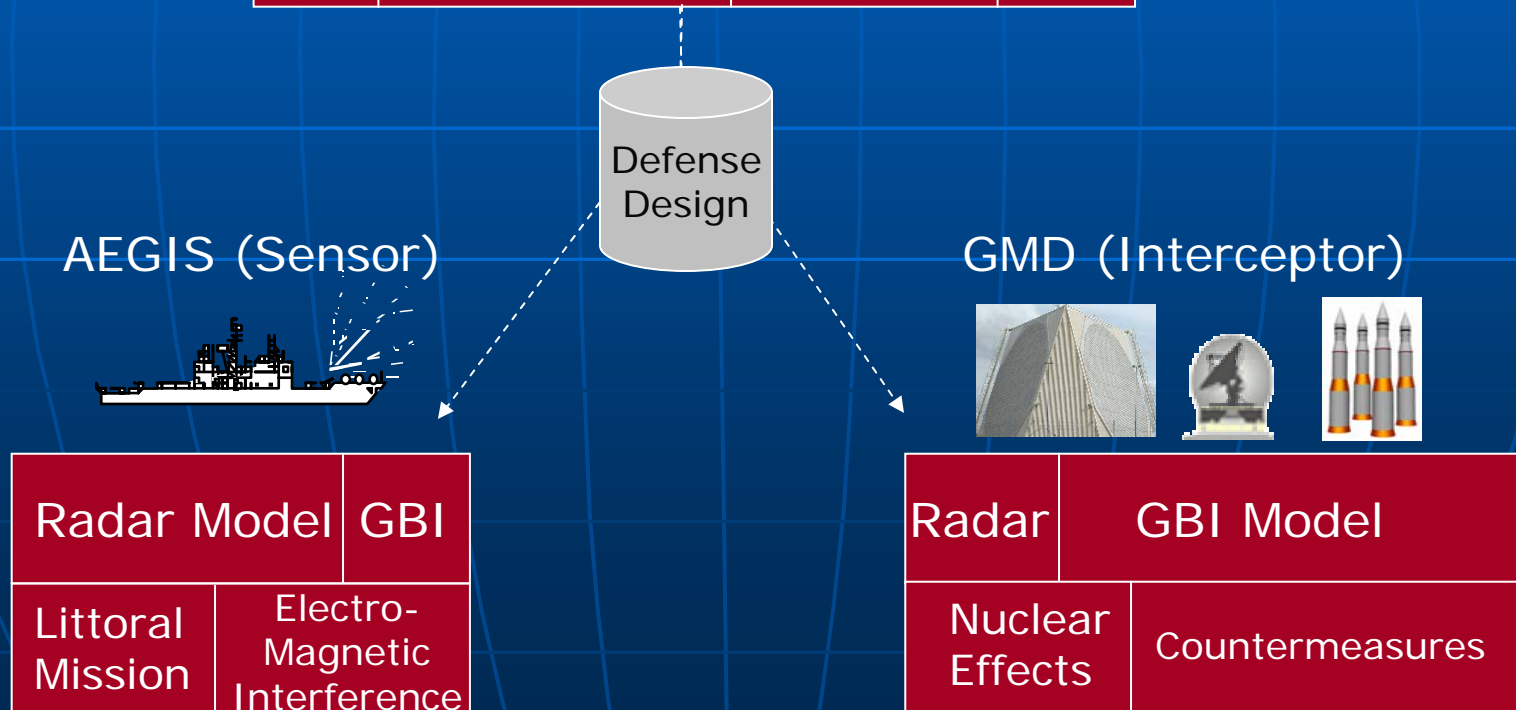 Defense
Design
AEGIS (Sensor)
GMD (Interceptor)
Radar Model
GBI
Littoral
Mission
Electro-
Magnetic
Interference
Radar
GBI Model
Nuclear
Effects
Countermeasures